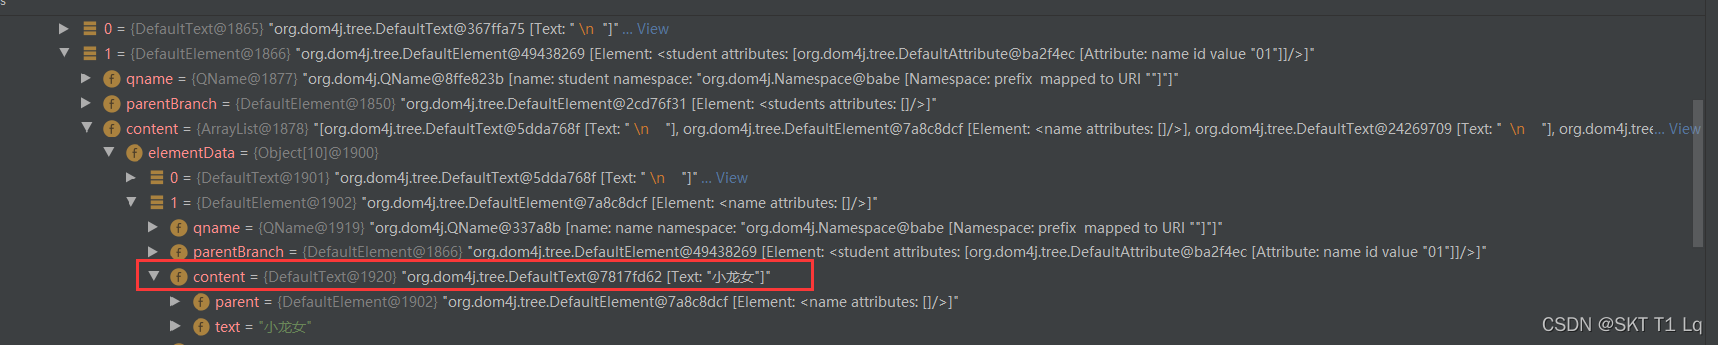 s
0 = {DefaultText@1865} "org.dom4j.tree.DefaultText@367ffa75 [Text: " \n  "]" ... View
1 = {DefaultElement@1866} "org.dom4j.tree.DefaultElement@49438269 [Element: <student attributes: [org.dom4j.tree.DefaultAttribute@ba2f4ec [Attribute: name id value "01"]]/>]"
f qname = {QName@1877} "org.dom4j.QName@8ffe823b [name: student namespace: "org.dom4j.Namespace@babe [Namespace: prefix  mapped to URI ""]"]"
f parentBranch = {DefaultElement@1850} "org.dom4j.tree.DefaultElement@2cd76f31 [Element: <students attributes: []/>]"
f content = {ArrayList@1878} "[org.dom4j.tree.DefaultText@5dda768f [Text: " \n    "], org.dom4j.tree.DefaultElement@7a8c8dcf [Element: <name attributes: []/>], org.dom4j.tree.DefaultText@24269709 [Text: "  \n    "], org.dom4j.tree... View
f elementData = {Object[10]@1900}
0 = {DefaultText@1901} "org.dom4j.tree.DefaultText@5dda768f [Text: " \n    "]" ... View
1 = {DefaultElement@1902} "org.dom4j.tree.DefaultElement@7a8c8dcf [Element: <name attributes: []/>]"
f qname = {QName@1919} "org.dom4j.QName@337a8b [name: name namespace: "org.dom4j.Namespace@babe [Namespace: prefix  mapped to URI ""]"]"
f parentBranch = {DefaultElement@1866} "org.dom4j.tree.DefaultElement@49438269 [Element: <student attributes: [org.dom4j.tree.DefaultAttribute@ba2f4ec [Attribute: name id value "01"]]/>]"
f content = {DefaultText@1920} "org.dom4j.tree.DefaultText@7817fd62 [Text: "小龙女"]"
f parent = {DefaultElement@1902} "org.dom4j.tree.DefaultElement@7a8c8dcf [Element: <name attributes: []/>]"
f text = "小龙女"
CSDN @SKT T1 Lq